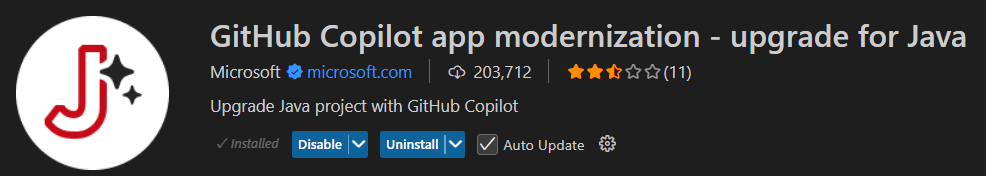 GitHub Copilot app modernization - upgrade for Java
Microsoft microsoft.com 203,712 (11)
Upgrade Java project with GitHub Copilot
✓ Installed Disable Uninstall Auto Update